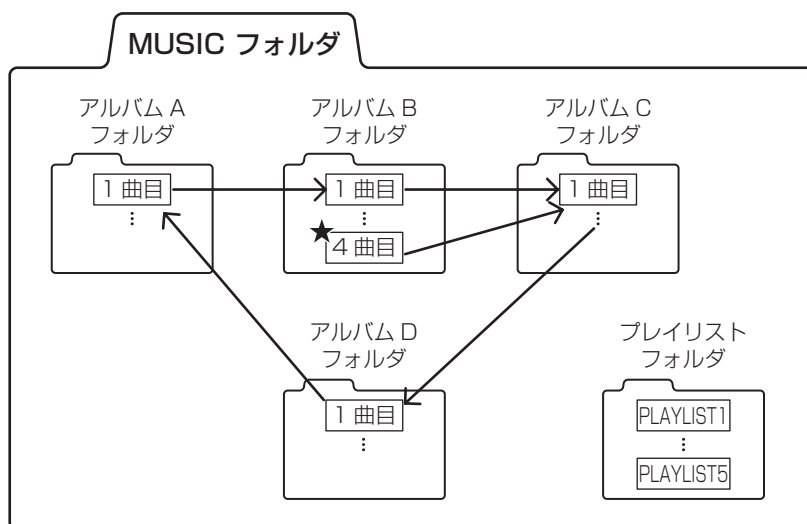 MUSIC フォルダ
アルバム A
フォルダ
1 曲目
⋮
アルバム B
フォルダ
1 曲目
⋮
★
4 曲目
アルバム C
フォルダ
1 曲目
⋮
アルバム D
フォルダ
1 曲目
⋮
プレイリスト
フォルダ
PLAYLIST1
⋮
PLAYLIST5